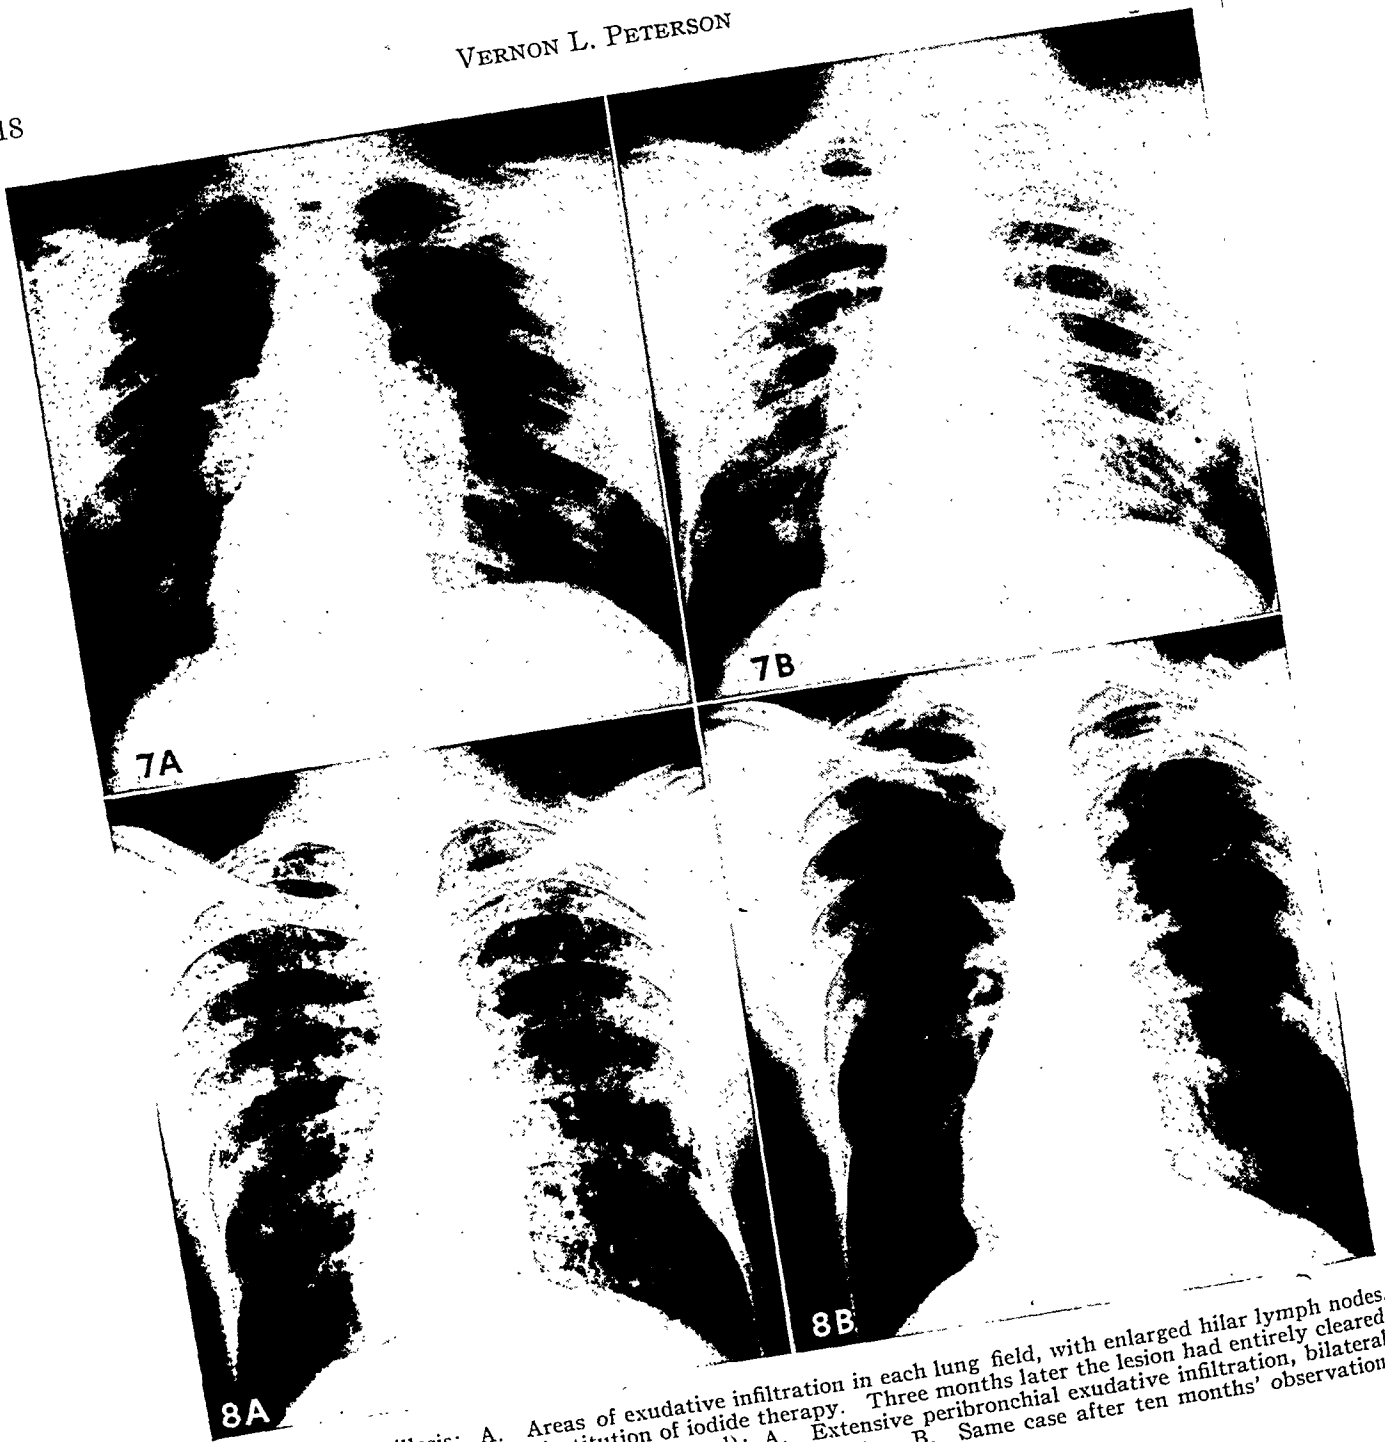 VERNON L. PETERSON
18
7A
7B
8A
8B
A. Areas of exudative infiltration in each lung field, with enlarged hilar lymph nodes.
of iodide therapy. Three months later the lesion had entirely cleared
A. Extensive peribronchial exudative infiltration, bilateral
B. Same case after ten months' observation